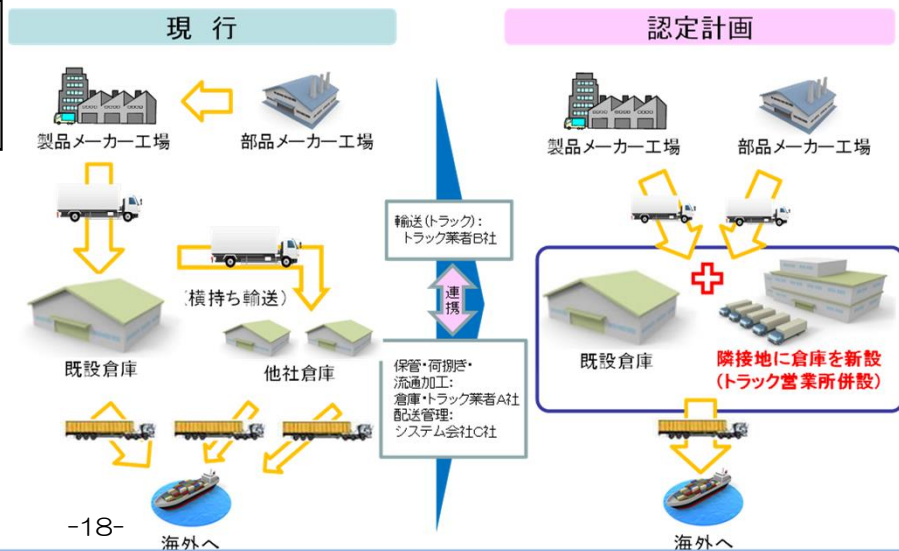 現 行
認定計画
製品メーカー工場
部品メーカー工場
製品メーカー工場
部品メーカー工場
輸送(トラック):
トラック業者B社
(横持ち輸送)
連携
既設倉庫
他社倉庫
保管・荷捌き・
流通加工:
倉庫・トラック業者A社
配送管理:
システム会社C社
既設倉庫
隣接地に倉庫を新設
(トラック営業所併設)
-18-
海外へ
海外へ